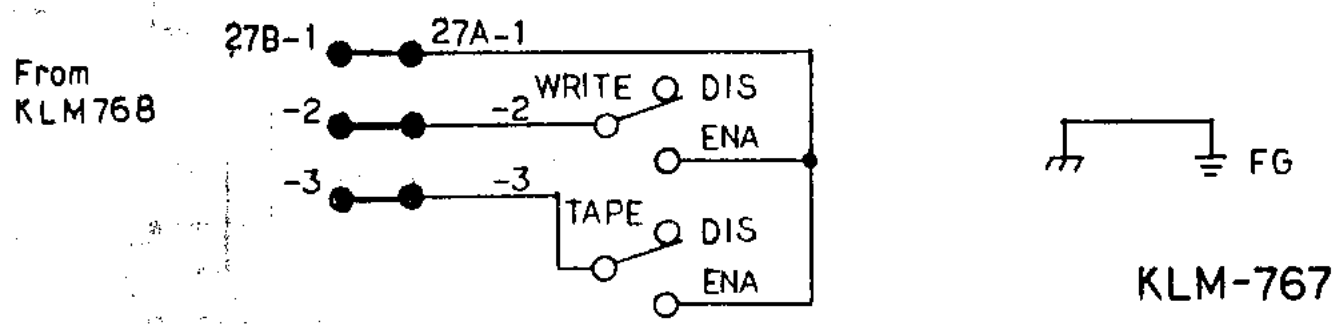 27B-1 27A-1
From
KLM768
-2 -2 WRITE DIS
ENA
-3 -3
TAPE DIS
ENA
FG
KLM-767